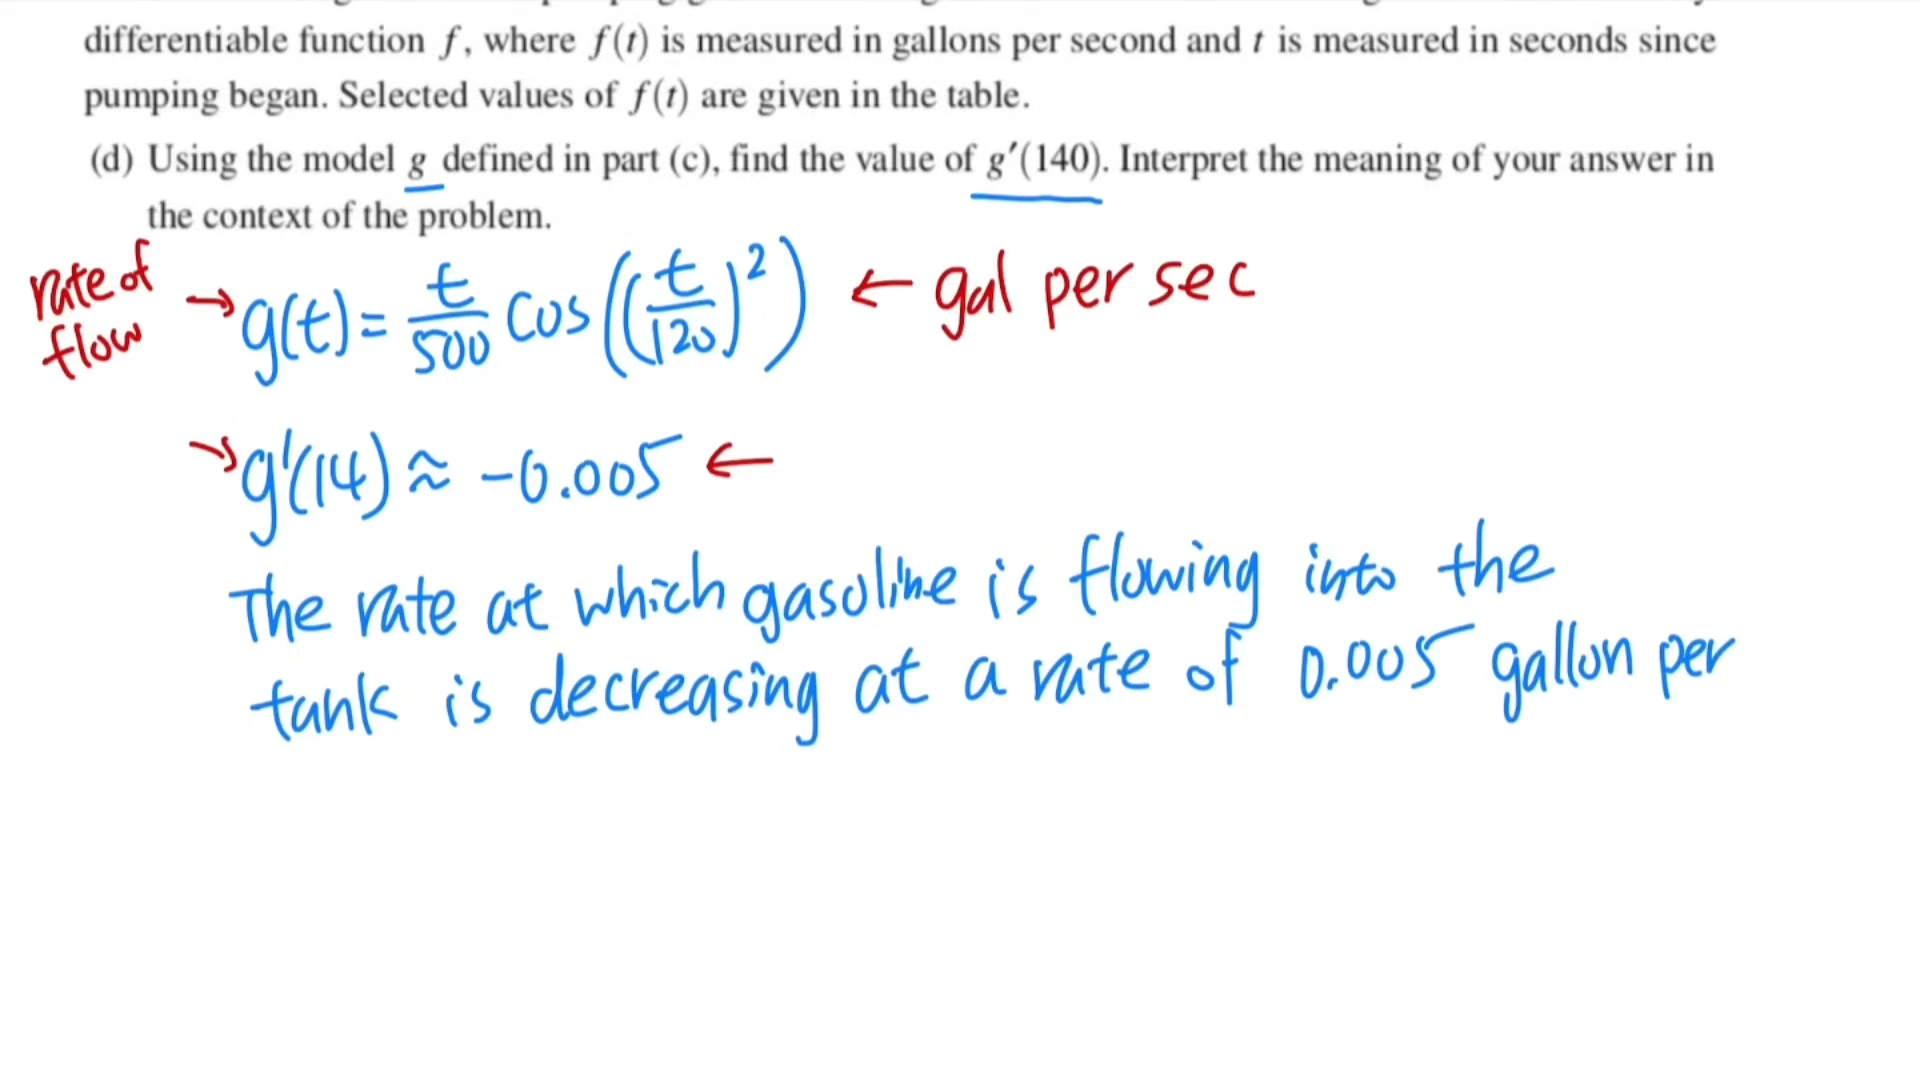 differentiable function f, where f(t) is measured in gallons per second and t is measured in seconds since
pumping began. Selected values of f(t) are given in the table.
(d) Using the model g defined in part (c), find the value of g′(140). Interpret the meaning of your answer in
the context of the problem.
rate of
flow
→ g(t) = t/500 cos((t/120)²) ← gal per sec
→ g'(14) ≈ -0.005 ←
The rate at which gasoline is flowing into the
tank is decreasing at a rate of 0.005 gallon per